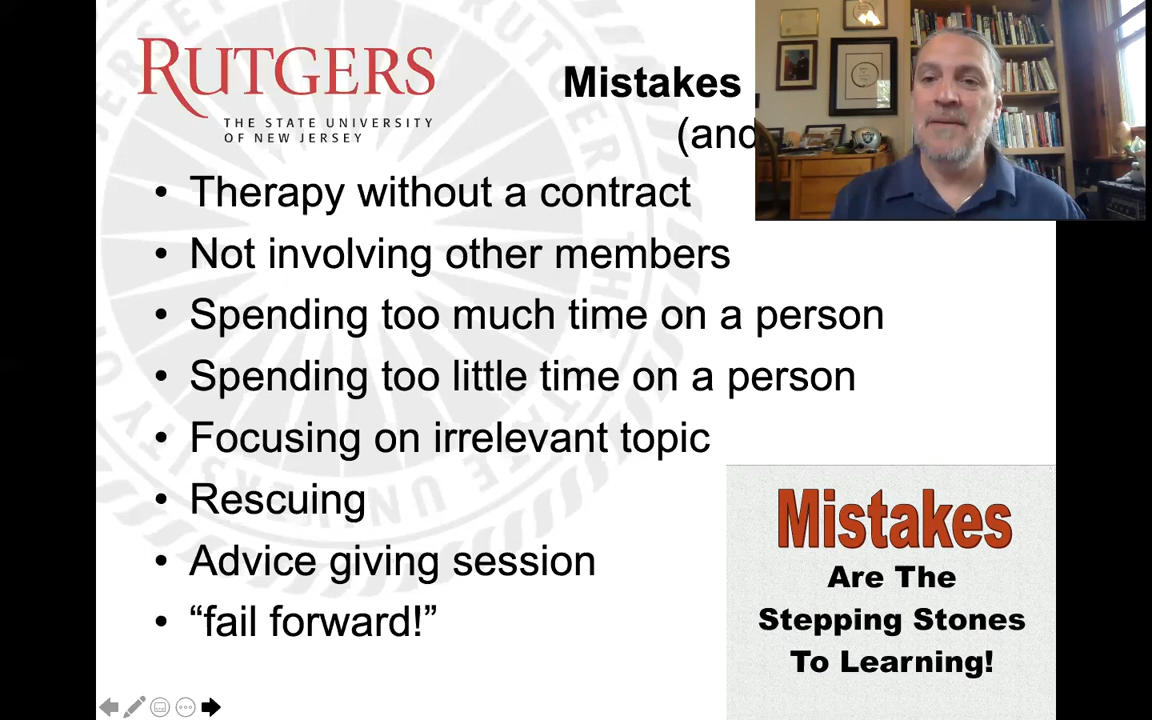 RUTGERS
THE STATE UNIVERSITY
OF NEW JERSEY
Mistakes
(and
• Therapy without a contract
• Not involving other members
• Spending too much time on a person
• Spending too little time on a person
• Focusing on irrelevant topic
• Rescuing
• Advice giving session
• “fail forward!”
Mistakes
Are The
Stepping Stones
To Learning!